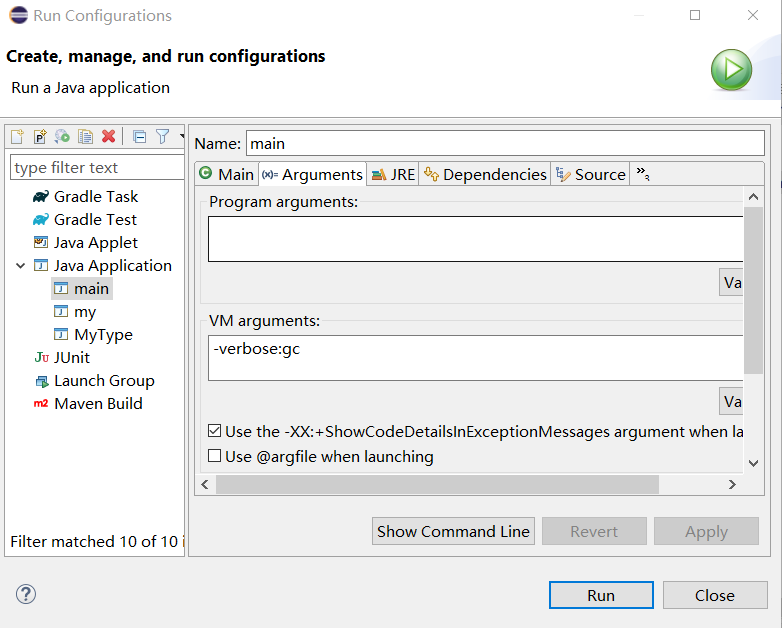 Run Configurations
Create, manage, and run configurations
Run a Java application
type filter text
Gradle Task
Gradle Test
Java Applet
Java Application
main
my
MyType
JUnit
Launch Group
Maven Build
Filter matched 10 of 10 i
Name: main
Main (x)= Arguments JRE Dependencies Source »3
Program arguments:
Va
VM arguments:
-verbose:gc
Va
Use the -XX:+ShowCodeDetailsInExceptionMessages argument when la
Use @argfile when launching
Show Command Line Revert Apply
Run Close